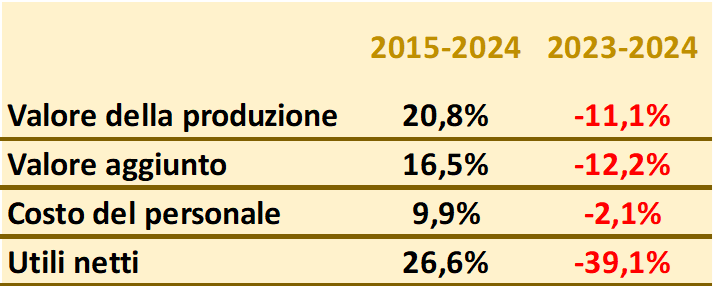 2015-2024 2023-2024
Valore della produzione 20,8% -11,1%
Valore aggiunto 16,5% -12,2%
Costo del personale 9,9% -2,1%
Utili netti 26,6% -39,1%